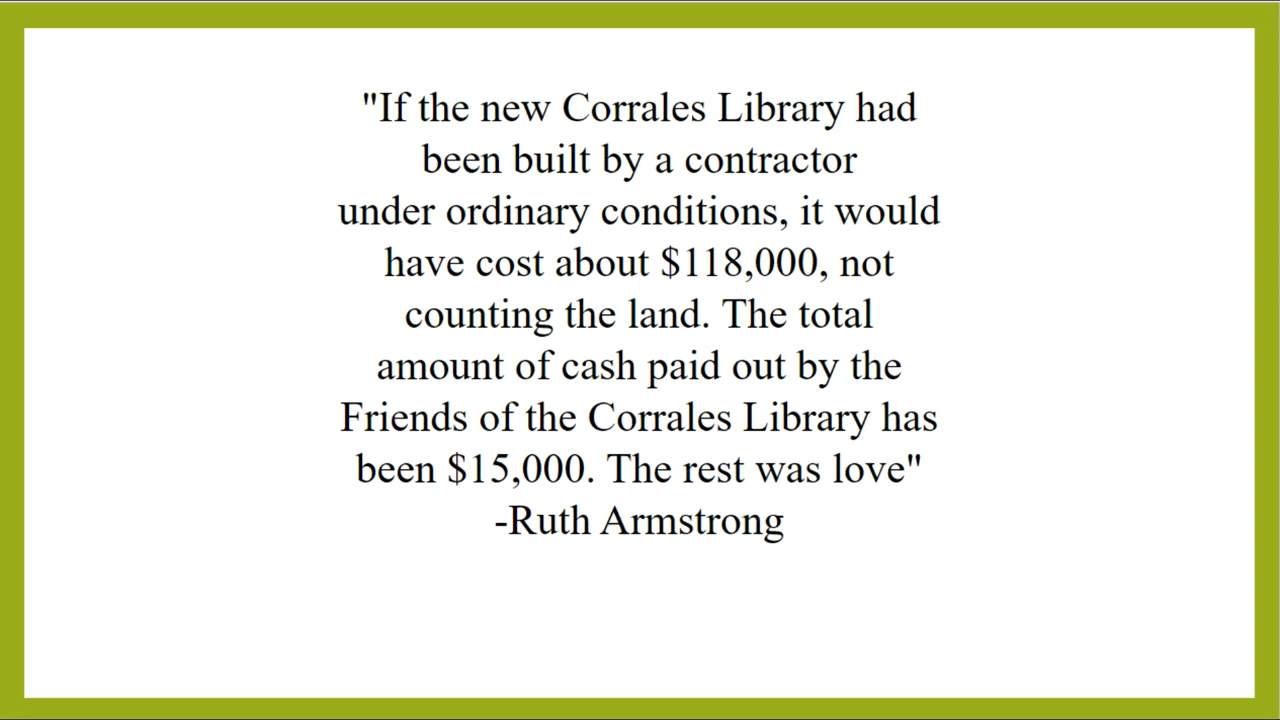 "If the new Corrales Library had
been built by a contractor
under ordinary conditions, it would
have cost about $118,000, not
counting the land. The total
amount of cash paid out by the
Friends of the Corrales Library has
been $15,000. The rest was love"
-Ruth Armstrong